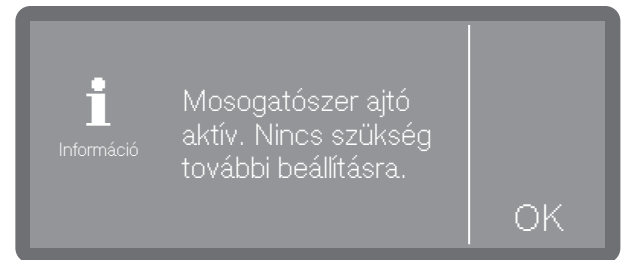 Információ
Mosogatószer ajtó
aktív. Nincs szükség
további beállításra.
OK